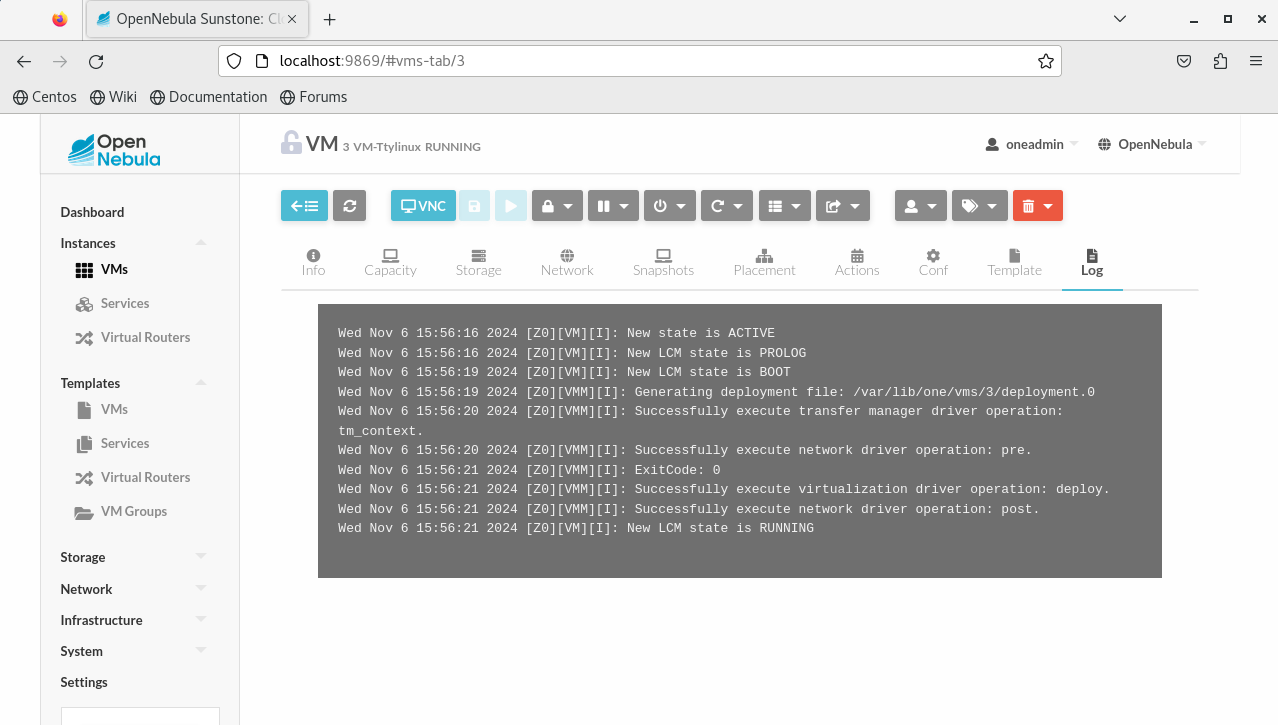 OpenNebula Sunstone: Cl
localhost:9869/#vms-tab/3
Centos Wiki Documentation Forums
Open
Nebula
VM 3 VM-Ttylinux RUNNING
oneadmin OpenNebula
VNC
Dashboard
Instances
VMs
Services
Virtual Routers
Templates
VMs
Services
Virtual Routers
VM Groups
Storage
Network
Infrastructure
System
Settings
Info Capacity Storage Network Snapshots Placement Actions Conf Template Log
Wed Nov 6 15:56:16 2024 [Z0][VM][I]: New state is ACTIVE
Wed Nov 6 15:56:16 2024 [Z0][VM][I]: New LCM state is PROLOG
Wed Nov 6 15:56:19 2024 [Z0][VM][I]: New LCM state is BOOT
Wed Nov 6 15:56:19 2024 [Z0][VMM][I]: Generating deployment file: /var/lib/one/vms/3/deployment.0
Wed Nov 6 15:56:20 2024 [Z0][VMM][I]: Successfully execute transfer manager driver operation:
tm_context.
Wed Nov 6 15:56:20 2024 [Z0][VMM][I]: Successfully execute network driver operation: pre.
Wed Nov 6 15:56:21 2024 [Z0][VMM][I]: ExitCode: 0
Wed Nov 6 15:56:21 2024 [Z0][VMM][I]: Successfully execute virtualization driver operation: deploy.
Wed Nov 6 15:56:21 2024 [Z0][VMM][I]: Successfully execute network driver operation: post.
Wed Nov 6 15:56:21 2024 [Z0][VM][I]: New LCM state is RUNNING